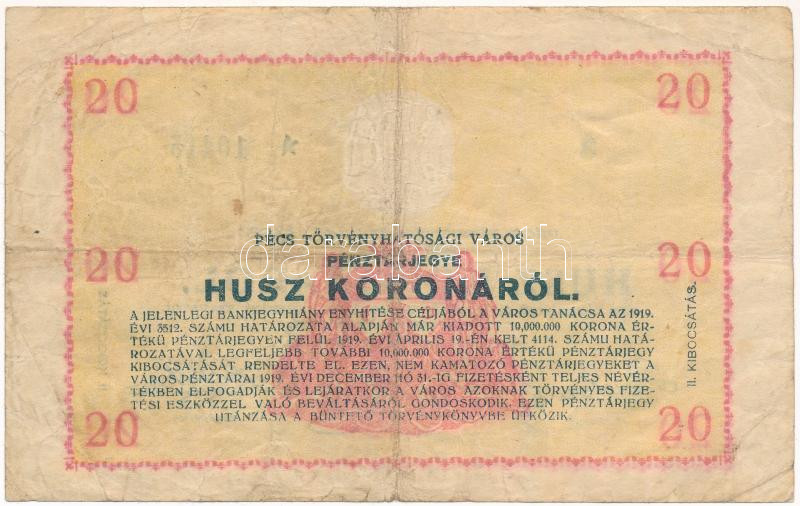 20 20
PÉCS TÖRVÉNYHATÓSÁGI VÁROS
darabanth
PÉNZTÁRJEGYE
20 20
HUSZ KORONÁRÓL.
A JELENLEGI BANKJEGYHIÁNY ENYHITÉSE CÉLJÁBÓL A VÁROS TANÁCSA AZ 1919.
ÉVI 3512. SZÁMU HATÁROZATA ALAPJÁN MÁR KIADOTT 10,000.000 KORONA ÉR-
TÉKÜ PÉNZTÁRJEGYEN FELÜL 1919. ÉVI ÁPRILIS 19.-ÉN KELT 4114. SZÁMU HATÁ-
ROZATÁVAL LEGFELJEBB TOVÁBBI 10,000.000 KORONA ÉRTÉKÜ PÉNZTÁRJEGY
KIBOCSÁTÁSÁT RENDELTE EL. EZEN, NEM KAMATOZÓ PÉNZTÁRJEGYEKET A
VÁROS PÉNZTÁRAI 1919. ÉVI DECEMBER HÓ 31.-IG FIZETÉSKÉNT TELJES NÉVÉR-
TÉKBEN ELFOGADJÁK ÉS LEJÁRATKOR A VÁROS AZOKNAK TÖRVÉNYES FIZE-
TÉSI ESZKÖZZEL VALÓ BEVÁLTÁSÁRÓL GONDOSKODIK. EZEN PÉNZTÁRJEGY
UTÁNZÁSA A BÜNTETŐ TÖRVÉNYKÖNYVBE ÜTKÖZIK.
II. KIBOCSÁTÁS.
20 20